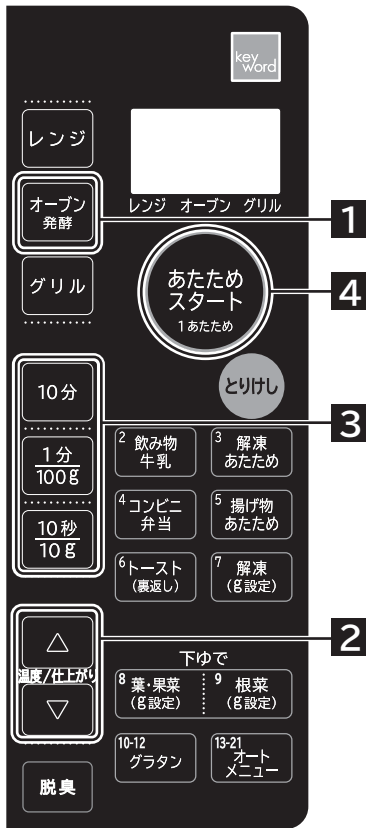 key
word
レンジ
オーブン
発酵
レンジ オーブン グリル
1
グリル
あたため
スタート
1あたため
4
とりけし
10分
3
1分
100g
10秒
10g
2 飲み物
牛乳
3 解凍
あたため
4 コンビニ
弁当
5 揚げ物
あたため
6 トースト
(裏返し)
7 解凍
(g設定)
△
温度/仕上がり
▽
2
下ゆで
8 葉・果菜
(g設定)
9 根菜
(g設定)
10-12
グラタン
13-21
オート
メニュー
脱臭